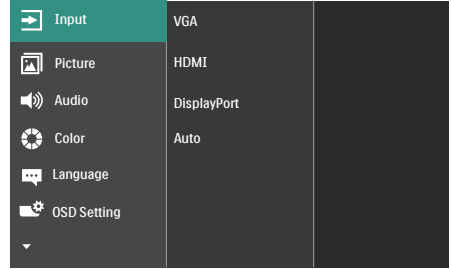 Input
VGA
Picture
HDMI
Audio
DisplayPort
Color
Auto
Language
OSD Setting